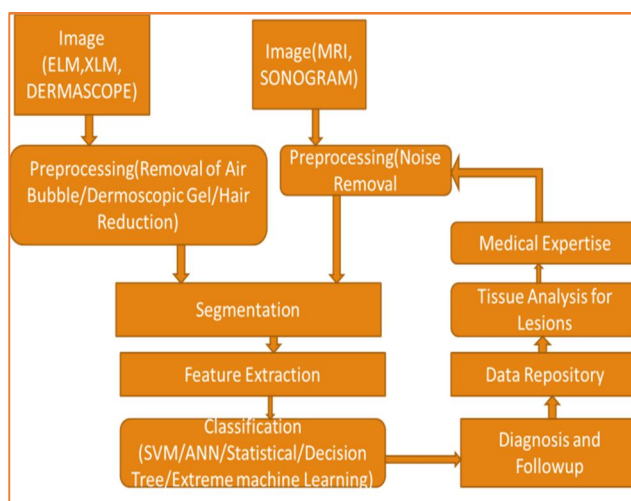 Image
(ELM,XLM,
DERMASCOPE)
Image(MRI,
SONOGRAM)
Preprocessing(Removal of Air
Bubble/Dermoscopic Gel/Hair
Reduction)
Preprocessing(Noise
Removal
Medical Expertise
Tissue Analysis for
Lesions
Segmentation
Feature Extraction
Data Repository
Classification
(SVM/ANN/Statistical/Decision
Tree/Extreme machine Learning)
Diagnosis and
Followup